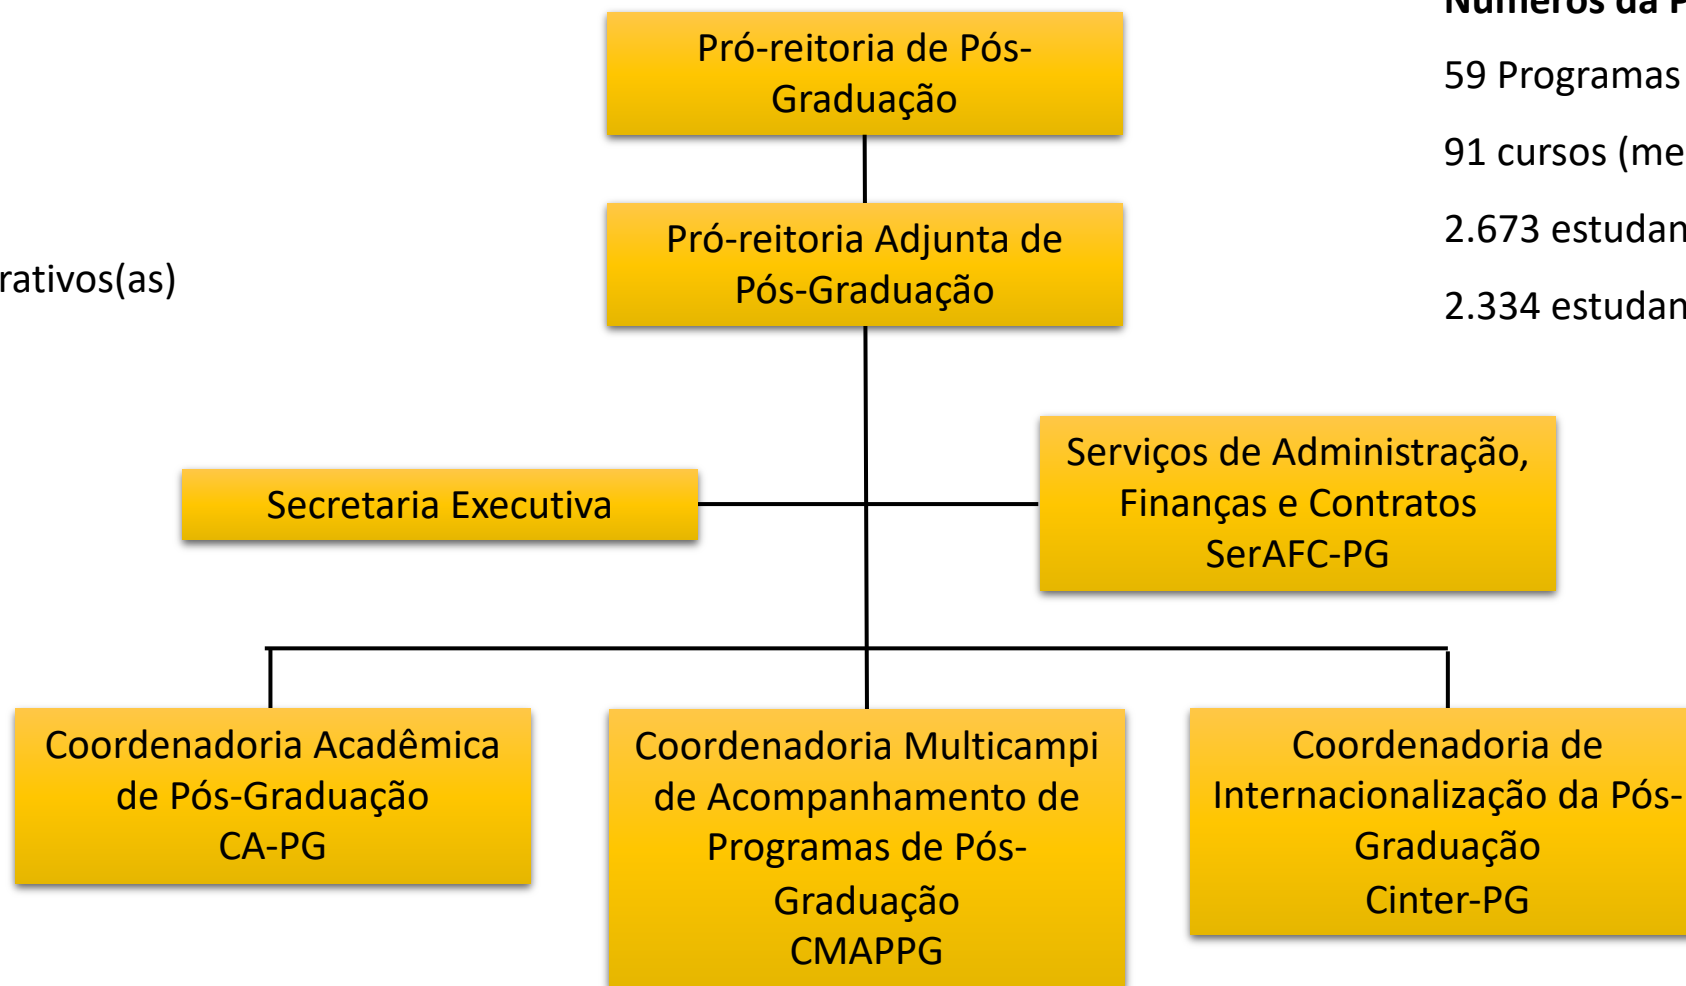 Pró-reitoria de Pós-
Graduação
Pró-reitoria Adjunta de
Pós-Graduação
Secretaria Executiva
Serviços de Administração,
Finanças e Contratos
SerAFC-PG
Coordenadoria Acadêmica
de Pós-Graduação
CA-PG
Coordenadoria Multicampi
de Acompanhamento de
Programas de Pós-
Graduação
CMAPPG
Coordenadoria de
Internacionalização da Pós-
Graduação
Cinter-PG
rativos(as)
Números da P
59 Programas
91 cursos (me
2.673 estudan
2.334 estudan